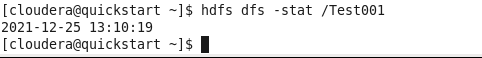 [cloudera@quickstart ~]$ hdfs dfs -stat /Test001
2021-12-25 13:10:19
[cloudera@quickstart ~]$